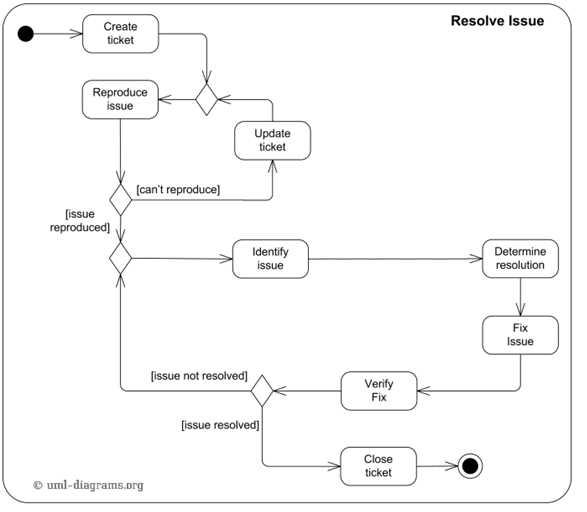 Resolve Issue
Create
ticket
Reproduce
issue
Update
ticket
[can't reproduce]
[issue
reproduced]
Identify
issue
Determine
resolution
Fix
Issue
[issue not resolved]
Verify
Fix
[issue resolved]
Close
ticket
© uml-diagrams.org